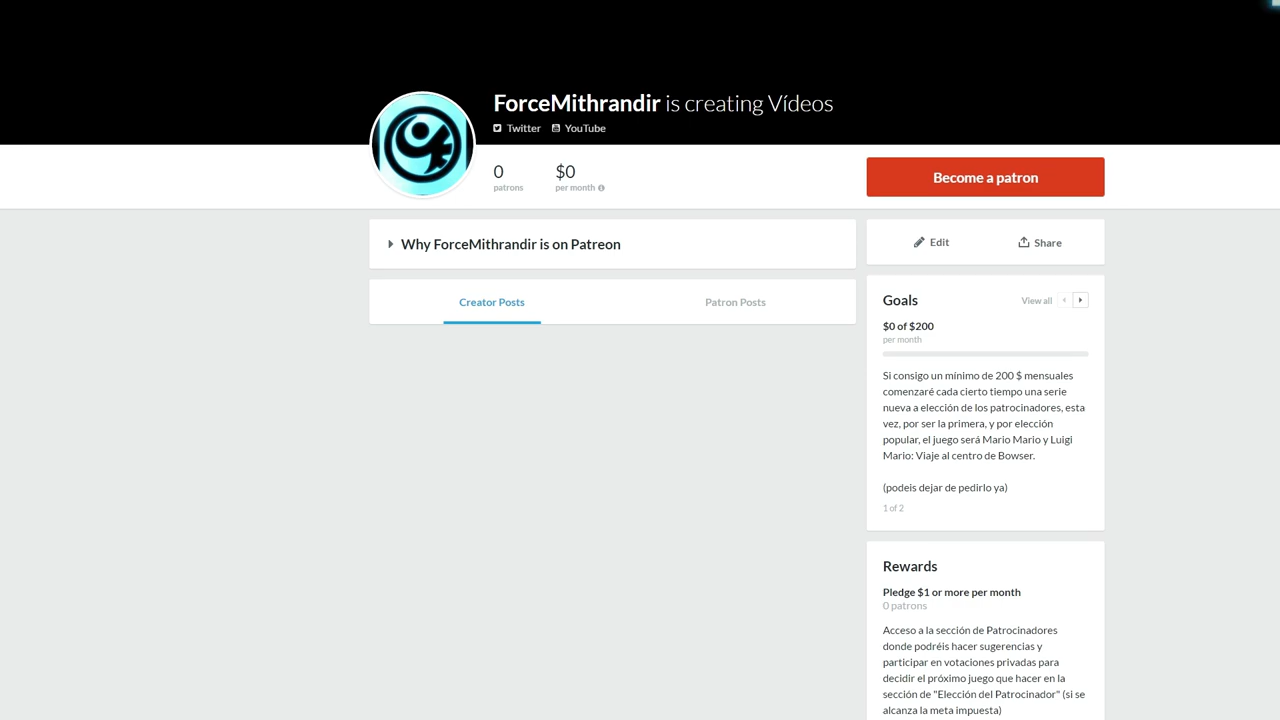 ForceMithrandir is creating Vídeos
Twitter YouTube
0 $0
patrons per month
Become a patron
Why ForceMithrandir is on Patreon
Edit Share
Creator Posts Patron Posts
Goals View all
$0 of $200
per month
Si consigo un mínimo de 200 $ mensuales
comenzaré cada cierto tiempo una serie
nueva a elección de los patrocinadores, esta
vez, por ser la primera, y por elección
popular, el juego será Mario Mario y Luigi
Mario: Viaje al centro de Bowser.
(podeis dejar de pedirlo ya)
1 of 2
Rewards
Pledge $1 or more per month
0 patrons
Acceso a la sección de Patrocinadores
donde podréis hacer sugerencias y
participar en votaciones privadas para
decidir el próximo juego que hacer en la
sección de "Elección del Patrocinador" (si se
alcanza la meta impuesta)